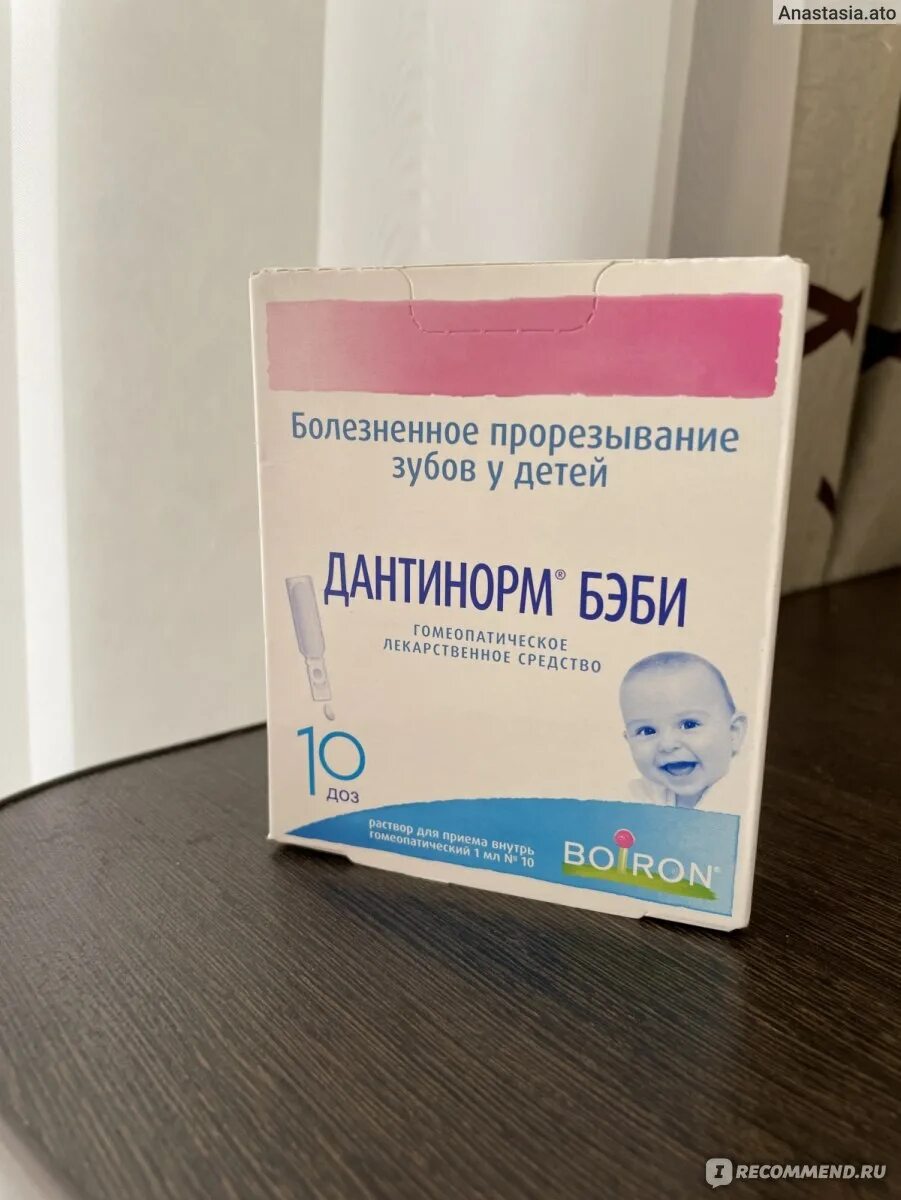 Anastasia.ato
Болезненное прорезывание
зубов у детей
ДАНТИНОРМ® БЭБИ
ГОМЕОПАТИЧЕСКОЕ
ЛЕКАРСТВЕННОЕ СРЕДСТВО
10
доз
раствор для приема внутрь
гомеопатический 1 мл № 10
BOIRON®
IRECOMMEND.RU